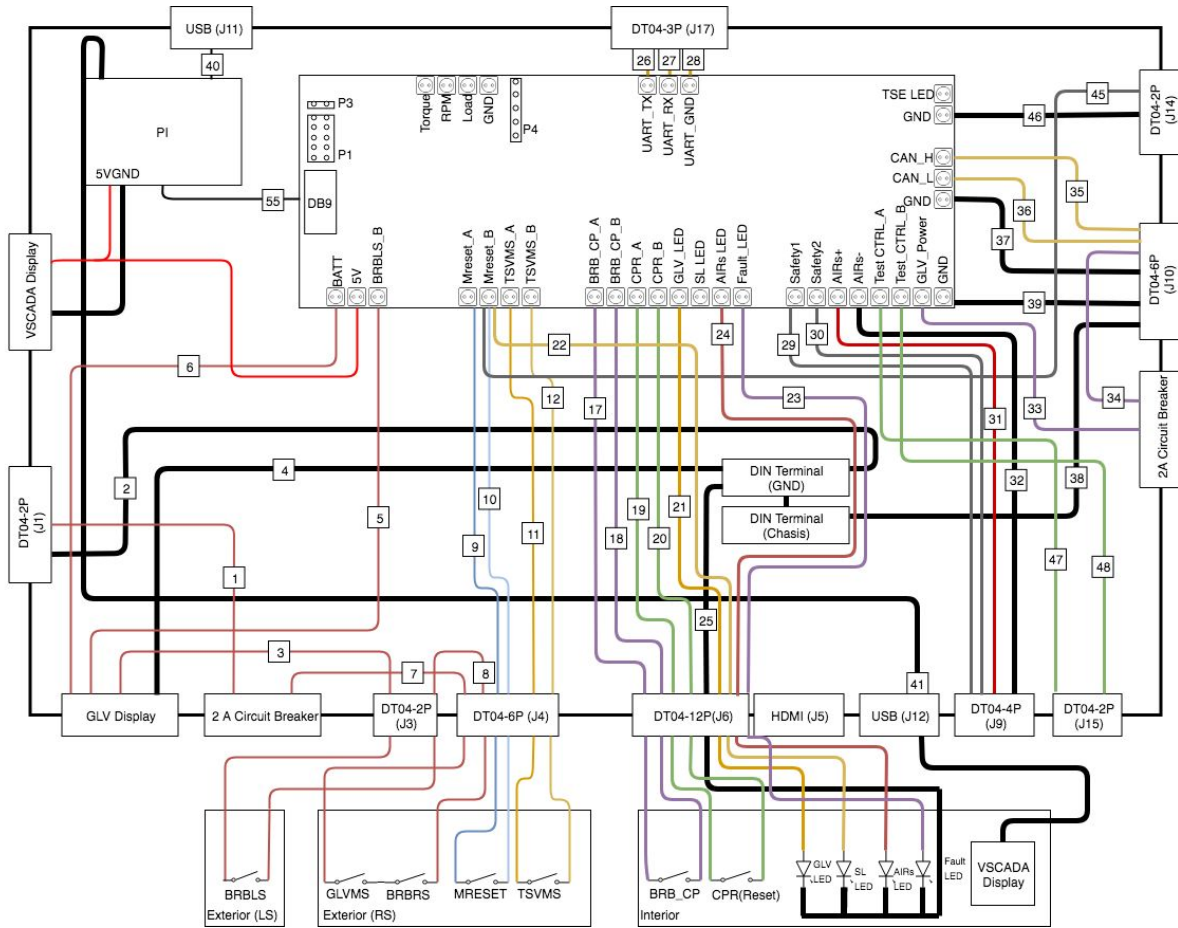 USB (J11)
DT04-3P (J17)
40
26
27
28
PI
5VGND
55
P3
P1
DB9
Torque
RPM
Load
GND
P4
UART_TX
UART_RX
UART_GND
TSE LED
GND
CAN_H
CAN_L
GND
45
46
DT04-2P
(J14)
35
36
37
DT04-6P
(J10)
39
VSCADA Display
BATT
5V
BRBLS_B
Mreset_A
Mreset_B
TSVMS_A
TSVMS_B
BRB_CP_A
BRB_CP_B
CPR_A
CPR_B
GLV_LED
SL LED
AIRs LED
Fault_LED
Safety1
Safety2
AIRs+
AIRs-
Test CTRL_A
Test_CTRL_B
GLV_Power
GND
6
22
24
29
30
12
17
23
31
33
34
2A Circuit Breaker
DT04-2P
(J1)
2
4
5
10
9
11
18
19
20
21
32
38
DIN Terminal
(GND)
DIN Terminal
(Chasis)
1
47
48
25
3
7
8
41
GLV Display
2 A Circuit Breaker
DT04-2P
(J3)
DT04-6P (J4)
DT04-12P(J6)
HDMI (J5)
USB (J12)
DT04-4P
(J9)
DT04-2P
(J15)
BRBLS
Exterior (LS)
GLVMS
BRBRS
MRESET
TSVMS
Exterior (RS)
BRB_CP
CPR(Reset)
Interior
GLV
LED
SL
LED
AIRs
LED
Fault
LED
VSCADA
Display